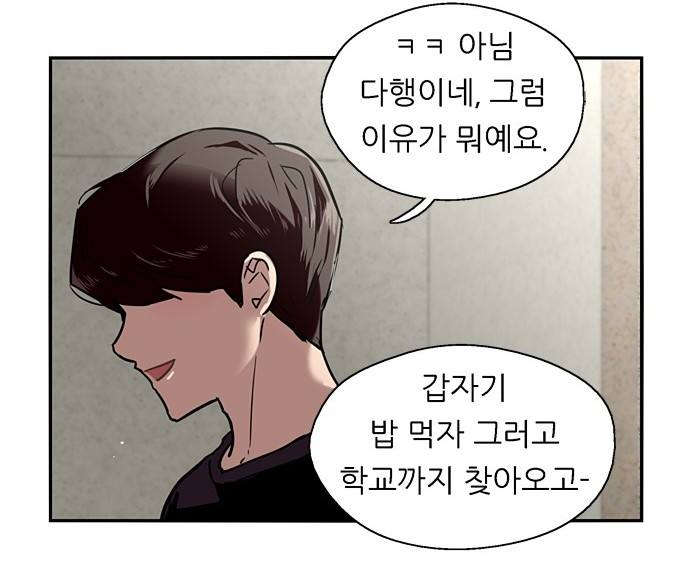 ㅋㅋ 아님
다행이네, 그럼
이유가 뭐예요.
갑자기
밥 먹자 그러고
학교까지 찾아오고-